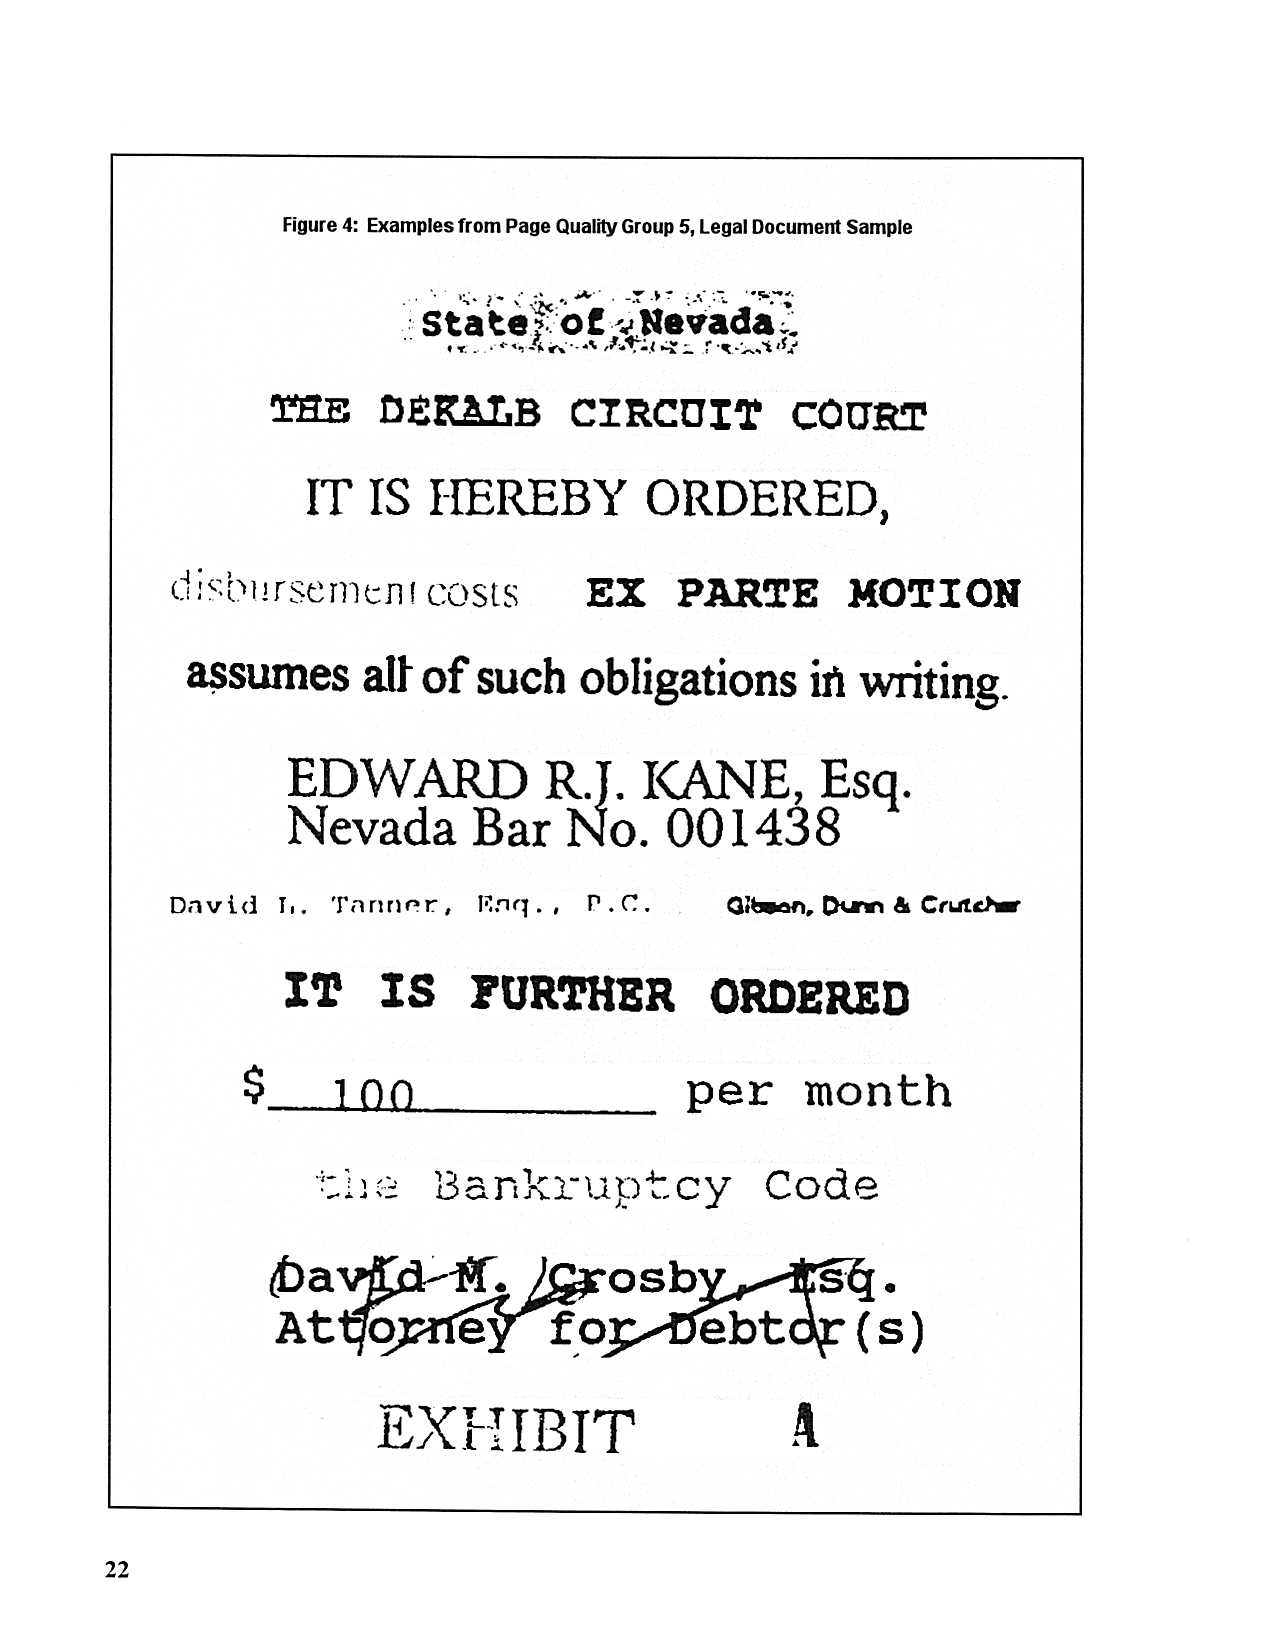 Figure 4: Examples from Page Quality Group 5, Legal Document Sample
State of Nevada
THE DEKALB CIRCUIT COURT
IT IS HEREBY ORDERED,
disbursement costs EX PARTE MOTION
assumes all of such obligations in writing.
EDWARD R.J. KANE, Esq.
Nevada Bar No. 001438
David L. Tanner, Esq., P.C. Gibson, Dunn & Crutcher
IT IS FURTHER ORDERED
$ 100 per month
the Bankruptcy Code
David M. Crosby, Esq.
Attorney for Debtor(s)
EXHIBIT A
22